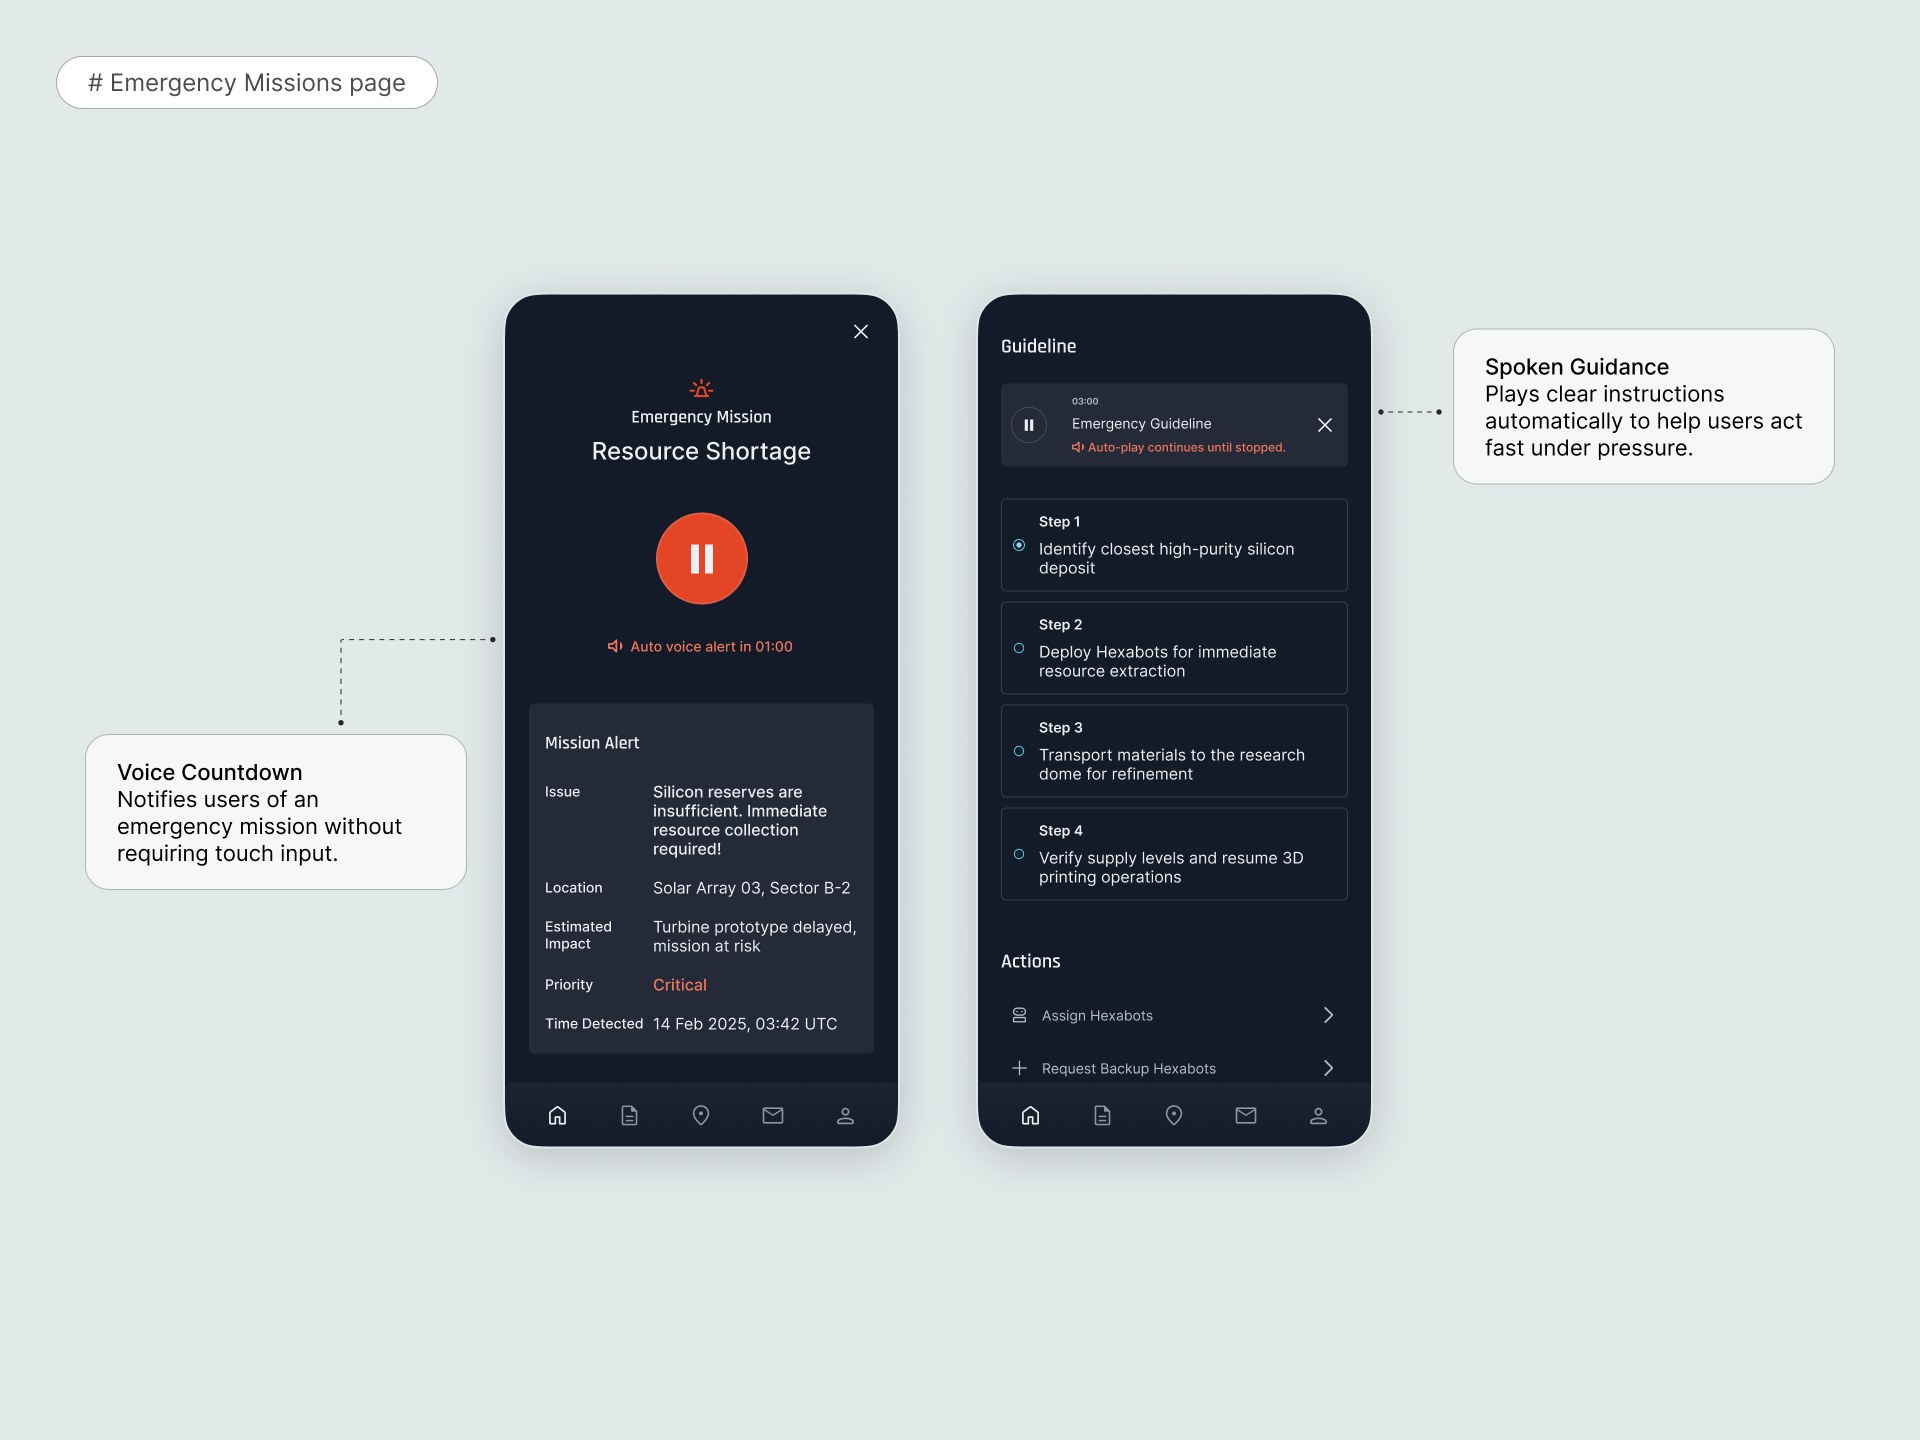 # Emergency Missions page
Emergency Mission
Resource Shortage
Auto voice alert in 01:00
Mission Alert
Issue
Silicon reserves are
insufficient. Immediate
resource collection
required!
Location
Solar Array 03, Sector B-2
Estimated
Impact
Turbine prototype delayed,
mission at risk
Priority
Critical
Time Detected
14 Feb 2025, 03:42 UTC
Voice Countdown
Notifies users of an
emergency mission without
requiring touch input.
Guideline
03:00
Emergency Guideline
Auto-play continues until stopped.
Step 1
Identify closest high-purity silicon
deposit
Step 2
Deploy Hexabots for immediate
resource extraction
Step 3
Transport materials to the research
dome for refinement
Step 4
Verify supply levels and resume 3D
printing operations
Actions
Assign Hexabots
Request Backup Hexabots
Spoken Guidance
Plays clear instructions
automatically to help users act
fast under pressure.